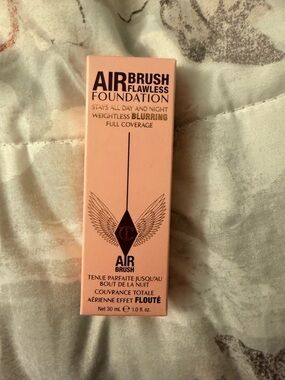 AIRBRUSH
FLAWLESS
FOUNDATION
STAYS ALL DAY AND NIGHT
WEIGHTLESS BLURRING
FULL COVERAGE
AIR
BRUSH
TENUE PARFAITE JUSQU'AU
BOUT DE LA NUIT
COUVRANCE TOTALE
AÉRIENNE EFFET FLOUTÉ
Net 30 mL ℮ 1.0 fl. oz.